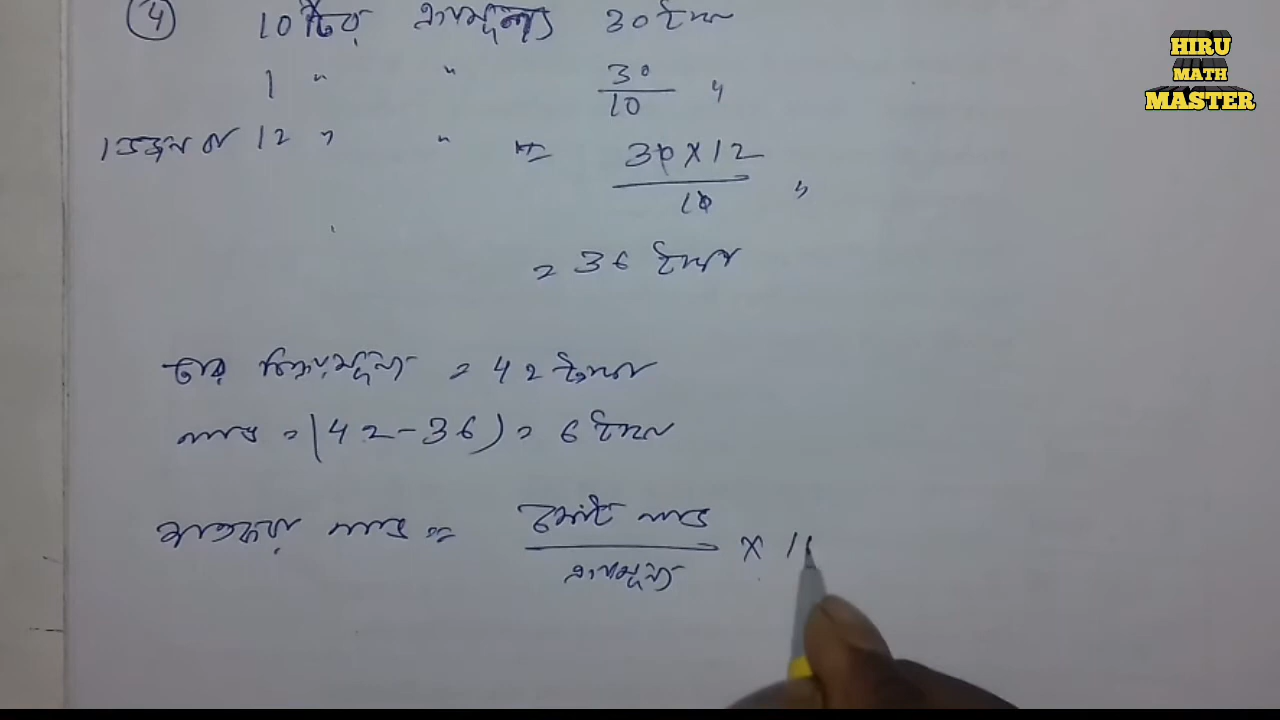 ④ 10টির ক্রয়মূল্য 30 টাকা
1 " " 30/10 "
1 ডজন বা 12 " " = 30 X 12/10 "
= 36 টাকা
তার বিক্রয়মূল্য = 42 টাকা
লাভ = (42 - 36) = 6 টাকা
শতকরা লাভ = মোট লাভ/ক্রয়মূল্য X 1
HIRU
MATH
MASTER